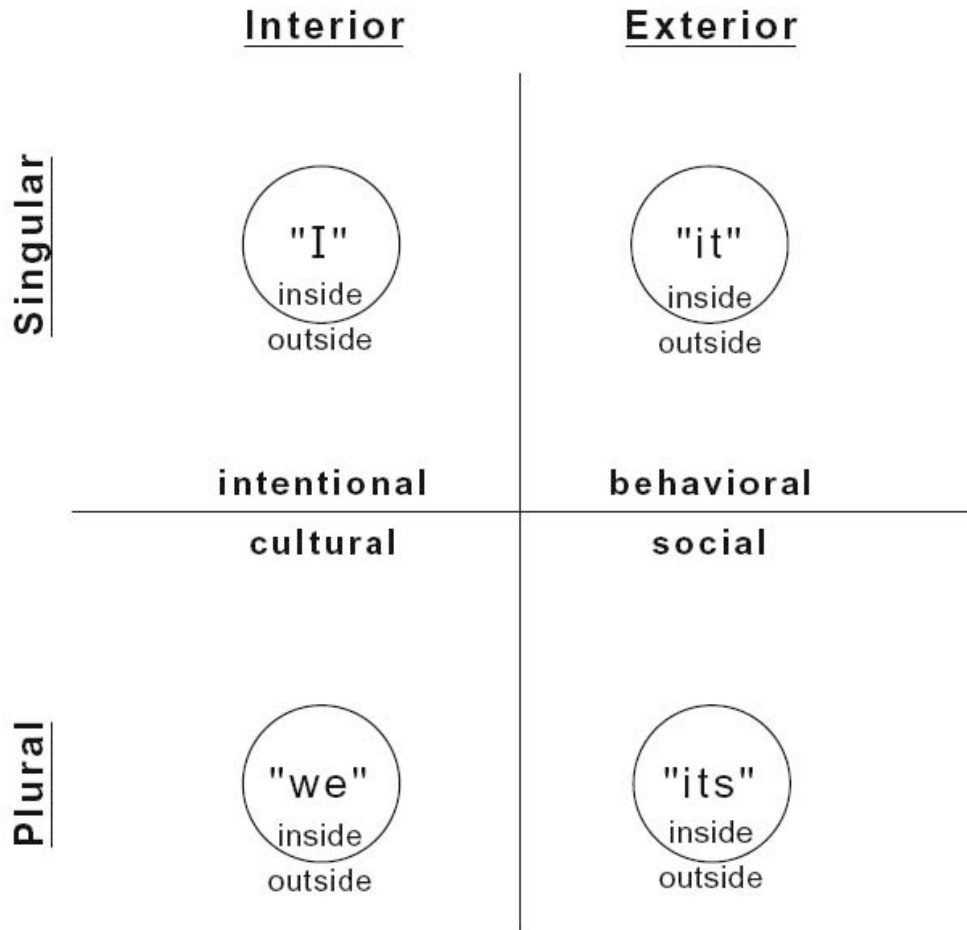 Interior Exterior
Singular
"I" "it"
inside inside
outside outside
intentional behavioral
cultural social
Plural
"we" "its"
inside inside
outside outside